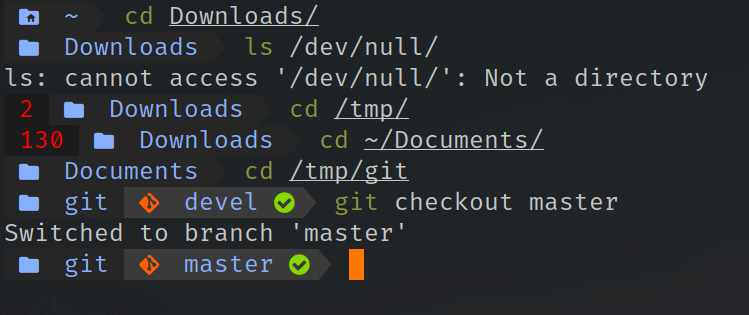 ~ cd Downloads/
Downloads ls /dev/null/
ls: cannot access '/dev/null/': Not a directory
2 Downloads cd /tmp/
130 Downloads cd ~/Documents/
Documents cd /tmp/git
git devel git checkout master
Switched to branch 'master'
git master